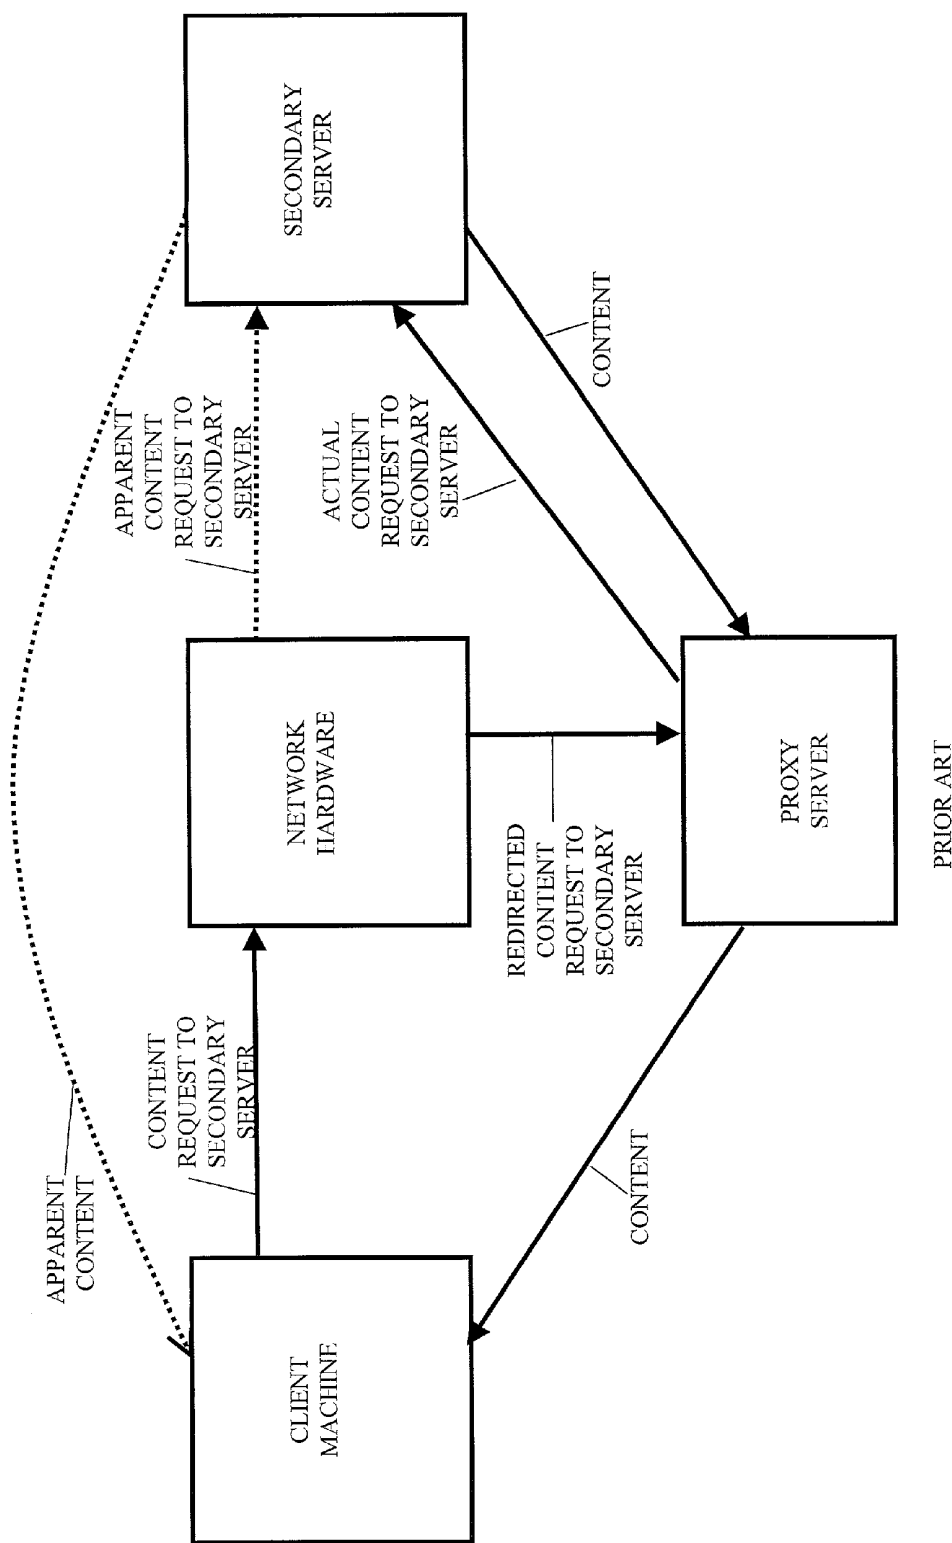 APPARENT
CONTENT
CLIENT
MACHINE
CONTENT
REQUEST TO
SECONDARY
SERVER
NETWORK
HARDWARE
APPARENT
CONTENT
REQUEST TO
SECONDARY
SERVER
SECONDARY
SERVER
REDIRECTED
CONTENT
REQUEST TO
SECONDARY
SERVER
ACTUAL
CONTENT
REQUEST TO
SECONDARY
SERVER
CONTENT
CONTENT
PROXY
SERVER
PRIOR ART